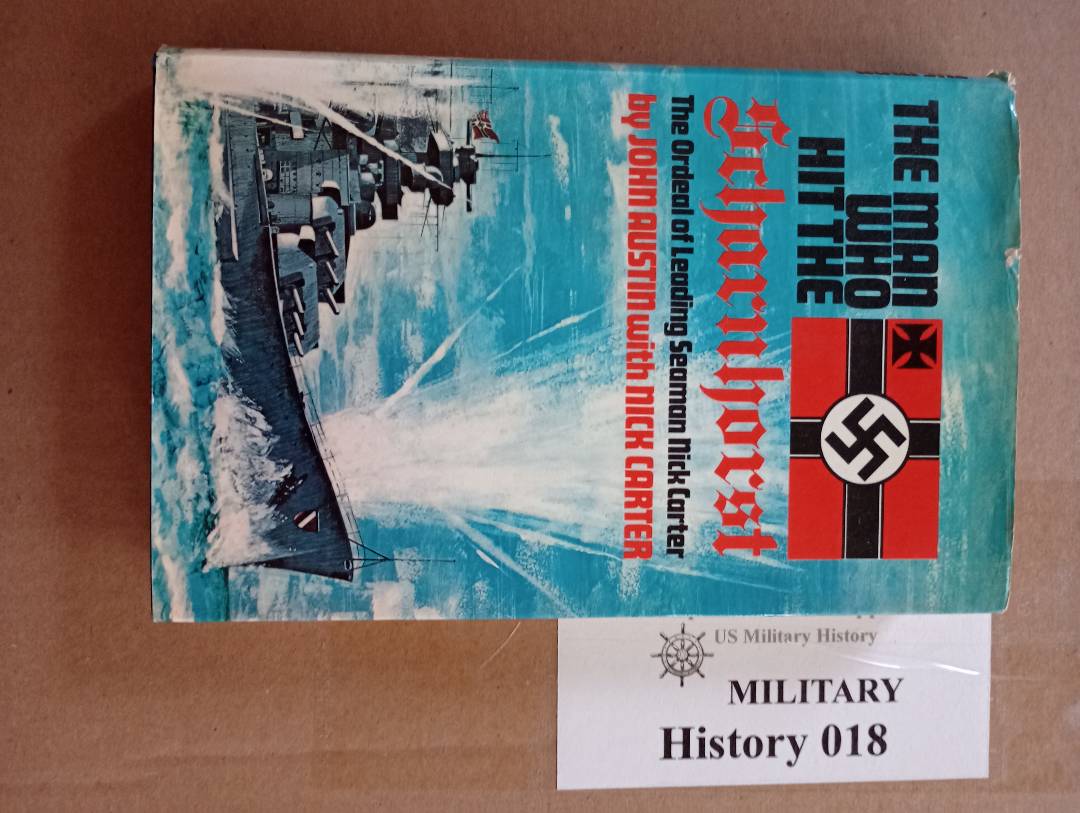 THE MAN
WHO
HIT THE
Scharnhorst
The Ordeal of Leading Seaman Nick Carter
by JOHN AUSTIN with NICK CARTER
US Military History
MILITARY
History 018